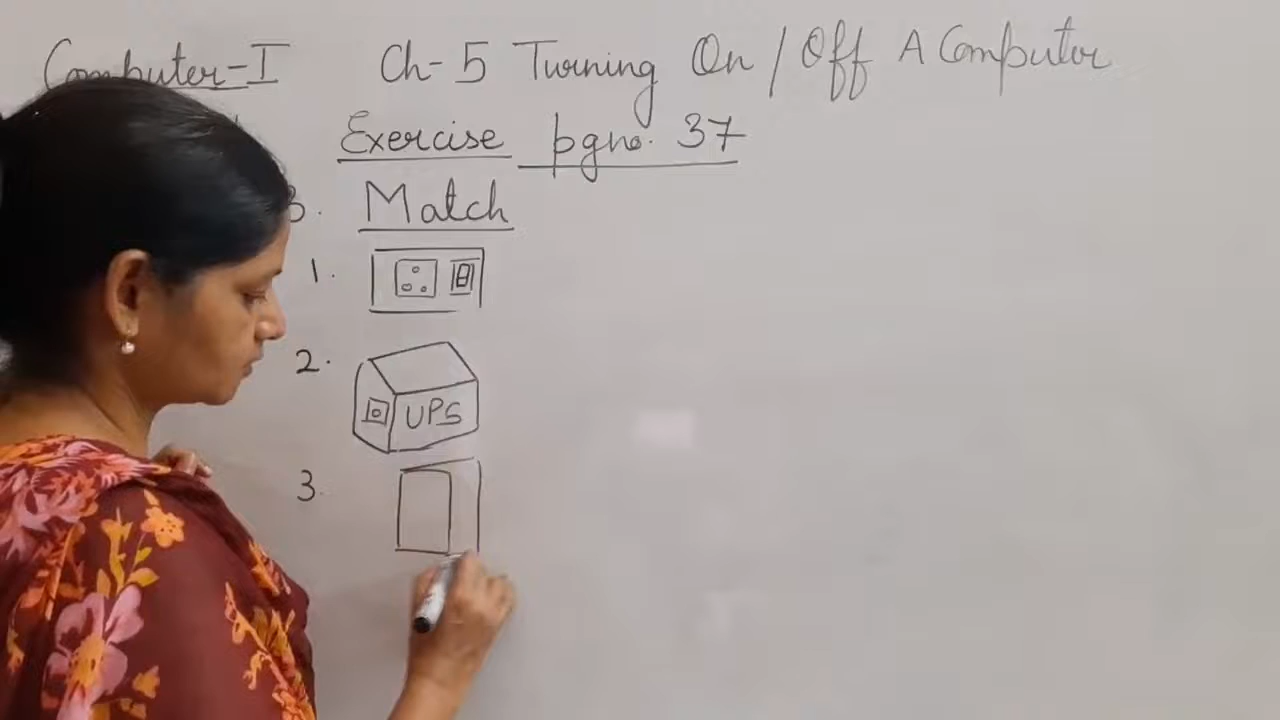 Computer-I Ch-5 Turning On/Off A Computer
Exercise pgno. 37
B. Match
1.
2.
UPS
3.